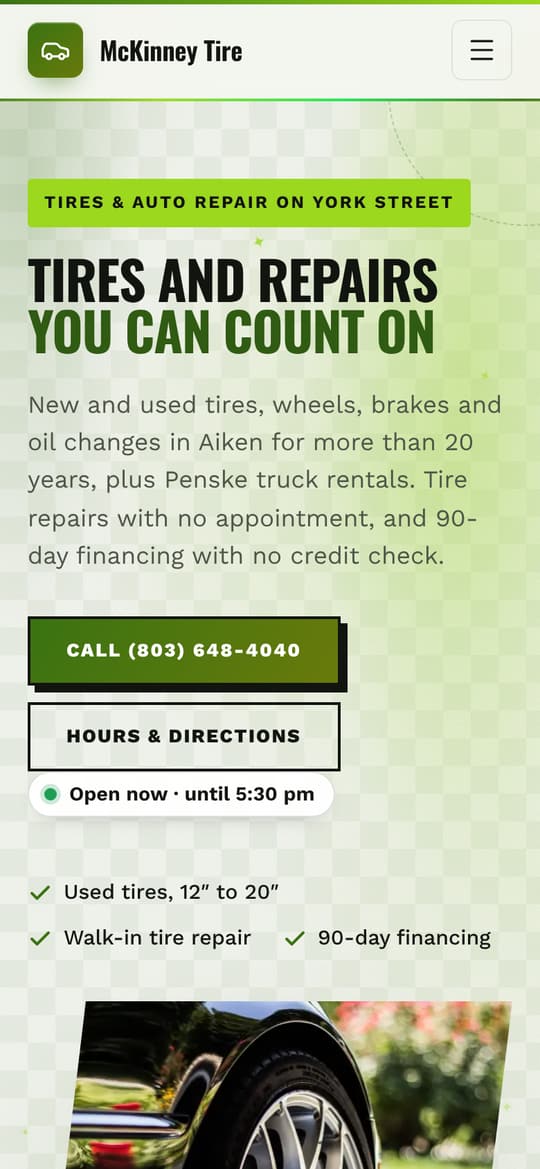 McKinney Tire
TIRES & AUTO REPAIR ON YORK STREET
TIRES AND REPAIRS
YOU CAN COUNT ON
New and used tires, wheels, brakes and
oil changes in Aiken for more than 20
years, plus Penske truck rentals. Tire
repairs with no appointment, and 90-
day financing with no credit check.
CALL (803) 648-4040
HOURS & DIRECTIONS
Open now · until 5:30 pm
Used tires, 12″ to 20″
Walk-in tire repair
90-day financing